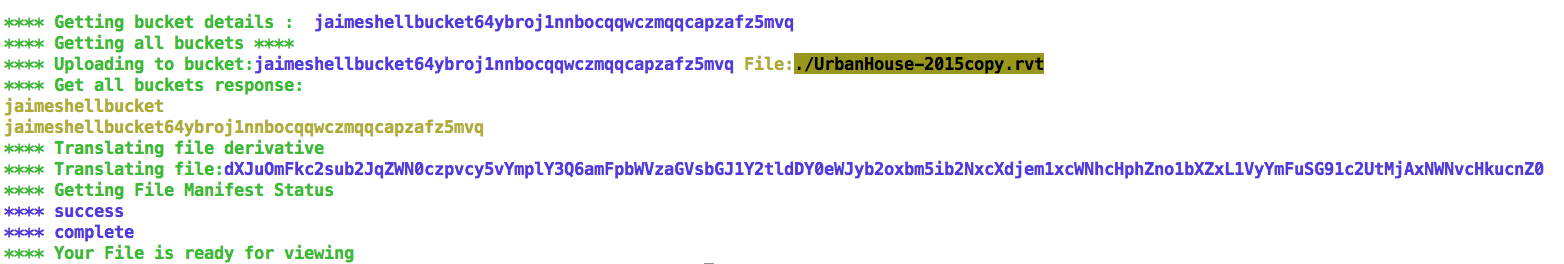 **** Getting bucket details :  jaimeshellbucket64ybroj1nnbocqqwczmqqcapzafz5mvq
**** Getting all buckets ****
**** Uploading to bucket:jaimeshellbucket64ybroj1nnbocqqwczmqqcapzafz5mvq File:./UrbanHouse-2015copy.rvt
**** Get all buckets response:
jaimeshellbucket
jaimeshellbucket64ybroj1nnbocqqwczmqqcapzafz5mvq
**** Translating file derivative
**** Translating file:dXJuOmFkc2sub2JqZWN0czpvcy5vYmplY3Q6amFpbWVzaGVsbGJ1Y2tldDY0eWJyb2oxbm5ib2NxcXdjem1xcWNhcHphZno1bXZxL1VyYmFuSG91c2UtMjAxNWNvcHkucnZ0
**** Getting File Manifest Status
**** success
**** complete
**** Your File is ready for viewing